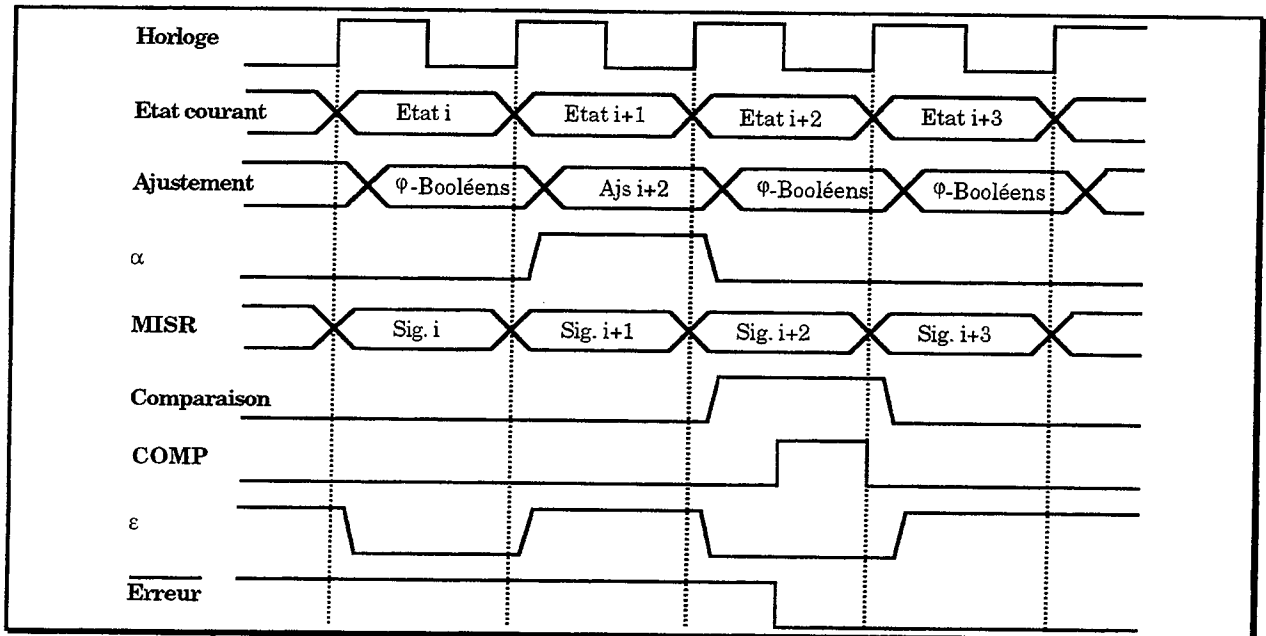 Horloge
Etat courant Etat i Etat i+1 Etat i+2 Etat i+3
Ajustement φ-Booléens Ajs i+2 φ-Booléens φ-Booléens
α
MISR Sig. i Sig. i+1 Sig. i+2 Sig. i+3
Comparaison
COMP
ε
Erreur